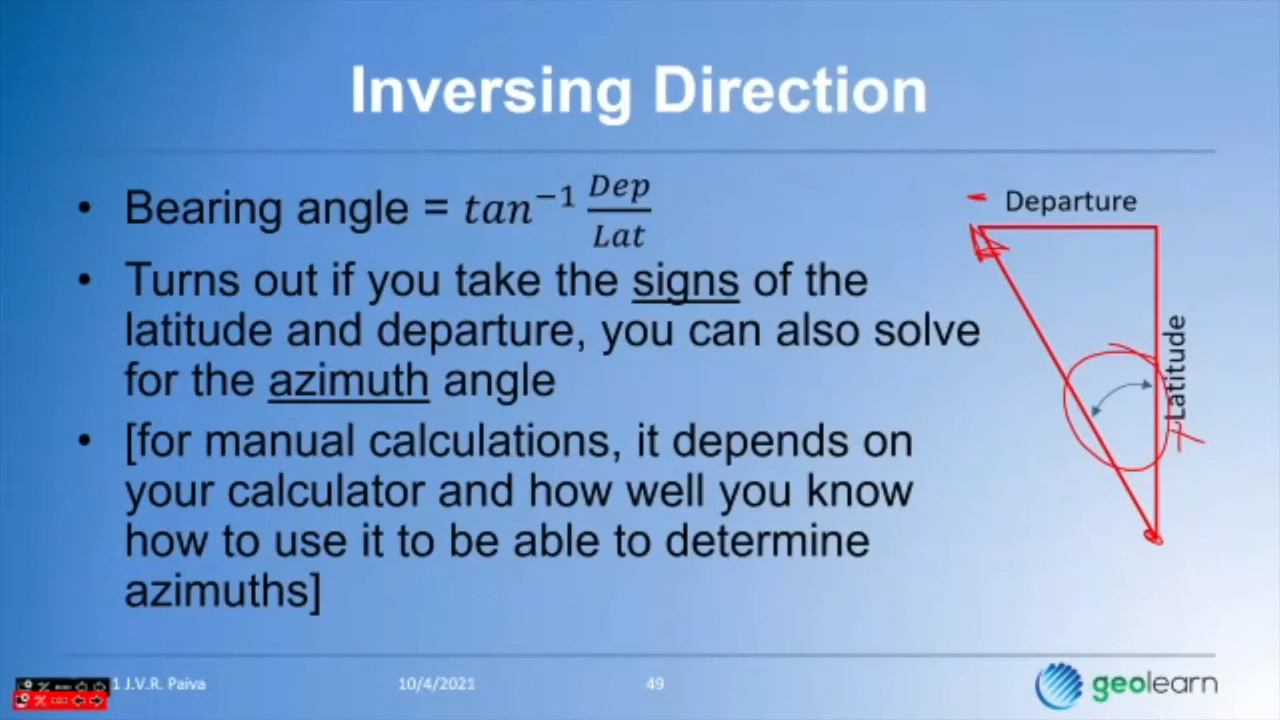 Inversing Direction
• Bearing angle = tan⁻¹ Dep/Lat
• Turns out if you take the signs of the
latitude and departure, you can also solve
for the azimuth angle
• [for manual calculations, it depends on
your calculator and how well you know
how to use it to be able to determine
azimuths]
- Departure
Latitude
+
1 J.V.R. Paiva
10/4/2021
49
geolearn